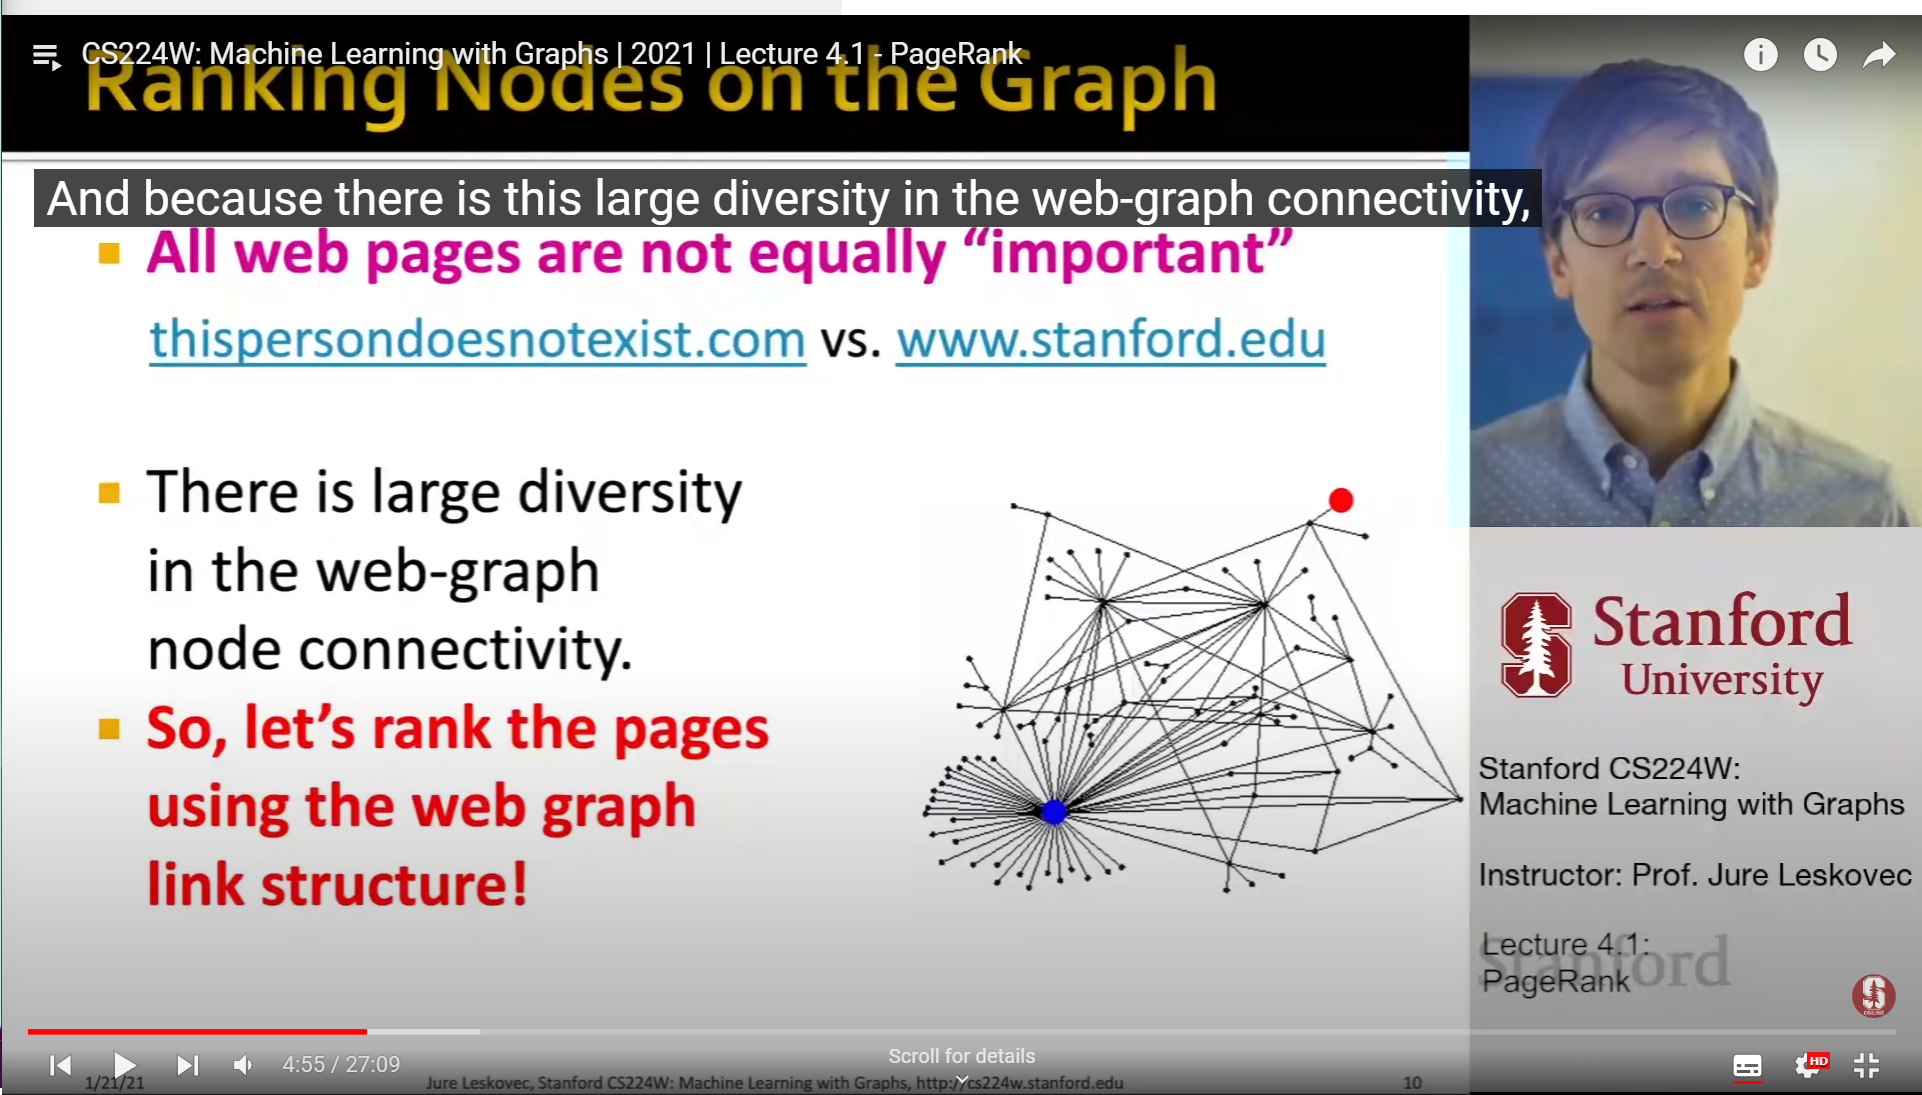 CS224W: Machine Learning with Graphs | 2021 | Lecture 4.1 - PageRank
Ranking Nodes on the Graph
And because there is this large diversity in the web-graph connectivity,
All web pages are not equally “important”
thispersondoesnotexist.com vs. www.stanford.edu
There is large diversity
in the web-graph
node connectivity.
So, let’s rank the pages
using the web graph
link structure!
Stanford
University
Stanford CS224W:
Machine Learning with Graphs
Instructor: Prof. Jure Leskovec
Lecture 4.1:
PageRank
Stanford
S
ONLINE
4:55 / 27:09
Scroll for details
HD
1/21/21
Jure Leskovec, Stanford CS224W: Machine Learning with Graphs, http://cs224w.stanford.edu
10